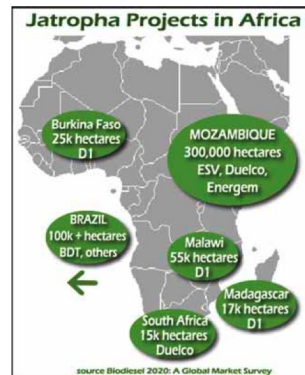 Jatropha Projects in Africa
Burkina Faso
25k hectares
D1
MOZAMBIQUE
300,000 hectares
ESV, Duelco,
Energem
BRAZIL
100k + hectares
BDT, others
Malawi
55k hectares
D1
Madagascar
17k hectares
D1
South Africa
15k hectares
Duelco
source Biodiesel 2020: A Global Market Survey